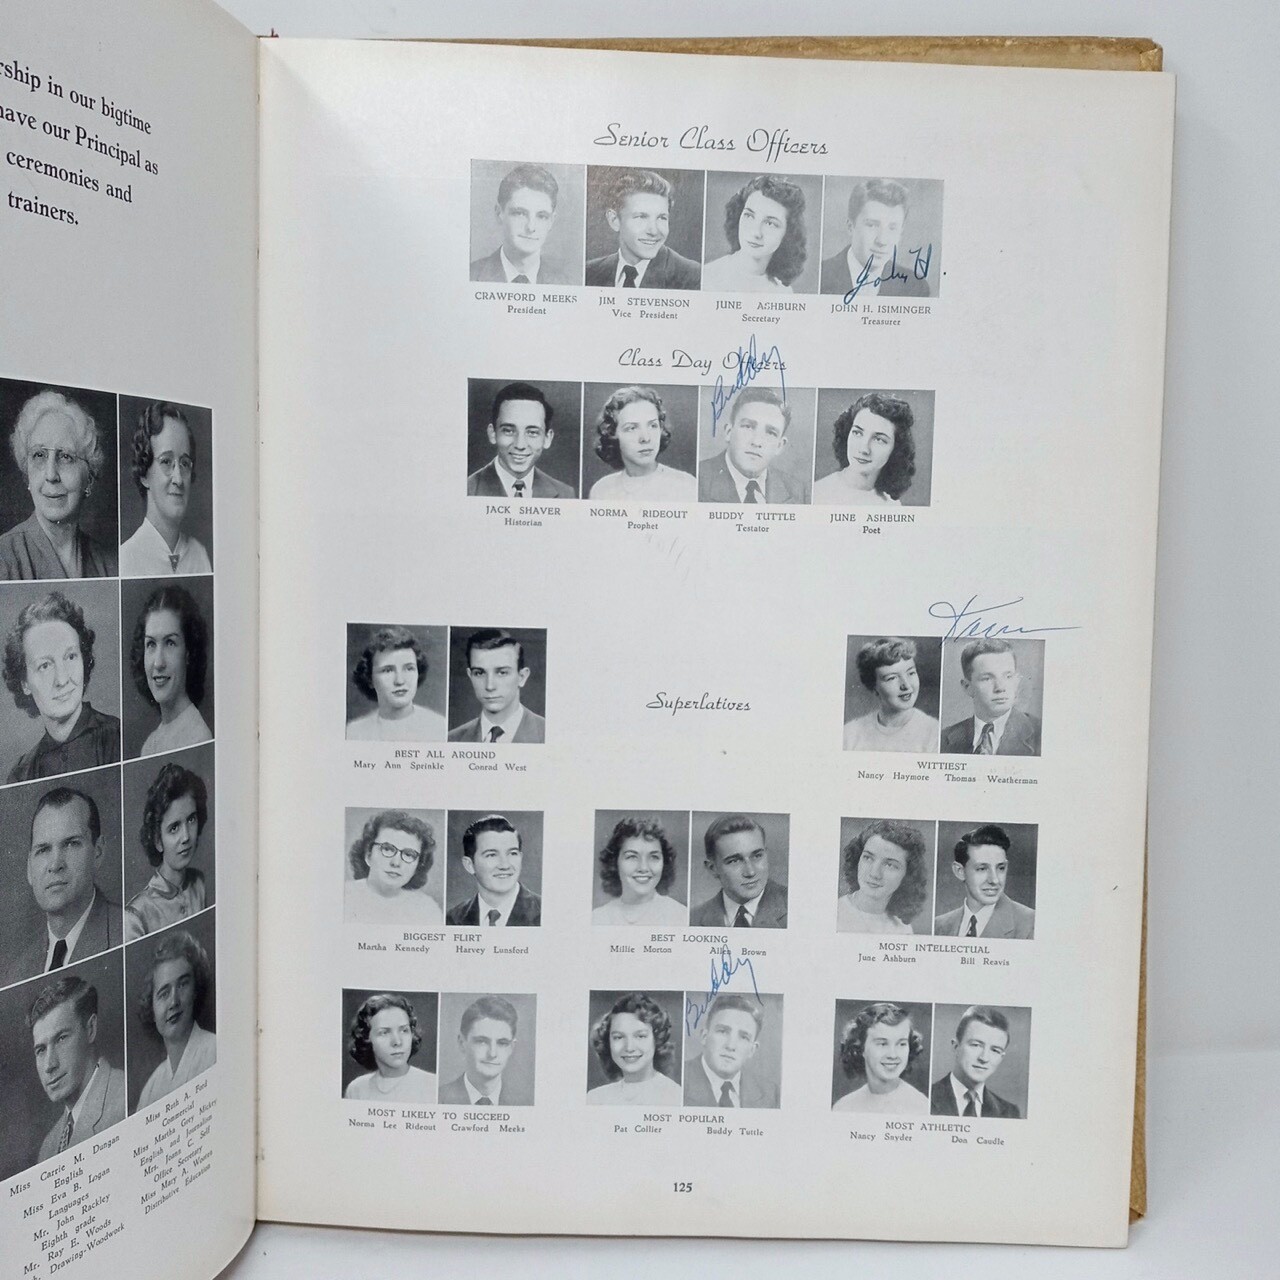 rship in our bigtime
have our Principal as
ceremonies and
trainers.
Miss Carrie M. Dungan
English
Miss Eva B. Logan
Languages
Mr. John Rackley
Eighth grade
Mr. Ray E. Woods
Drawing-Woodwork
Miss Ruth A. Ford
Commercial
Miss Martha Gary Mickey
English and Journalism
Mrs. Joann C. Self
Office Secretary
Miss Mary A. Wootton
Distributive Education
Senior Class Officers
John H.
CRAWFORD MEEKS
President
JIM STEVENSON
Vice President
JUNE ASHBURN
Secretary
JOHN H. ISIMINGER
Treasurer
Class Day Officers
Buddy
JACK SHAVER
Historian
NORMA RIDEOUT
Prophet
BUDDY TUTTLE
Testator
JUNE ASHBURN
Poet
Superlatives
BEST ALL AROUND
Mary Ann Sprinkle Conrad West
WITTIEST
Nancy Haymore Thomas Weatherman
BIGGEST FLIRT
Martha Kennedy Harvey Lunsford
BEST LOOKING
Millie Morton Allen Brown
MOST INTELLECTUAL
June Ashburn Bill Reavis
Buddy
MOST LIKELY TO SUCCEED
Norma Lee Rideout Crawford Meeks
MOST POPULAR
Pat Collier Buddy Tuttle
MOST ATHLETIC
Nancy Snyder Don Caudle
125